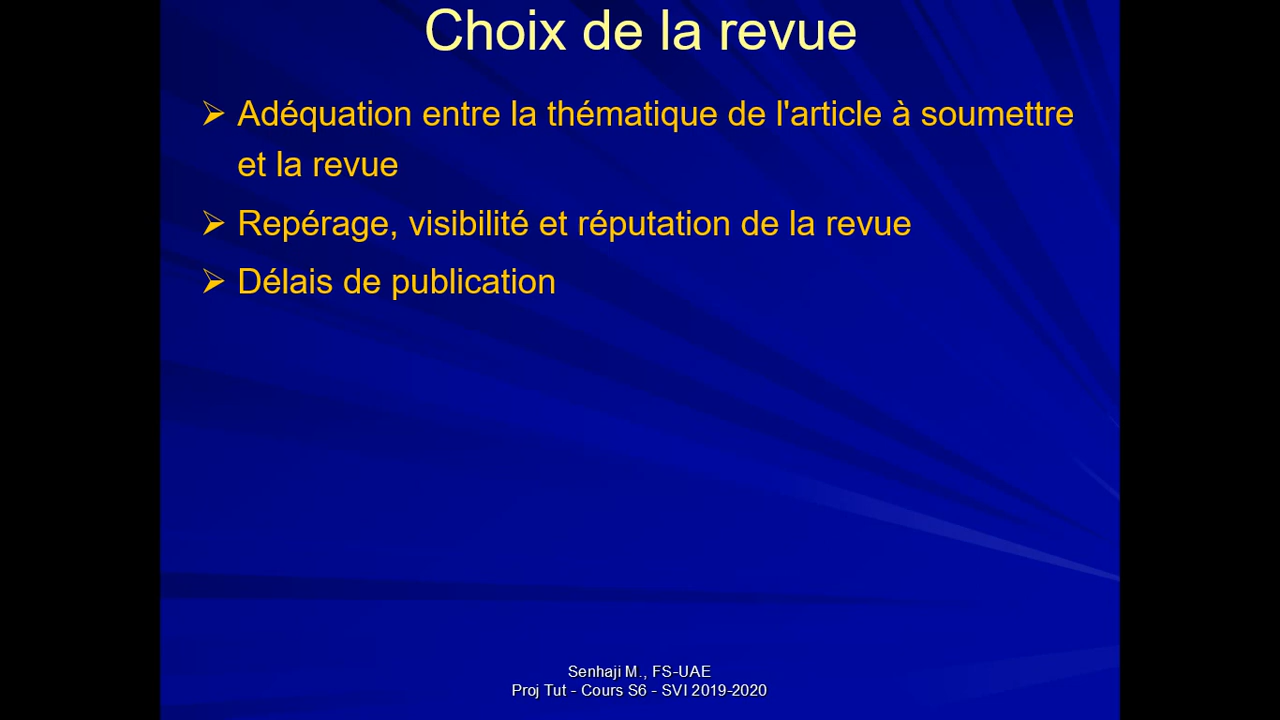 Choix de la revue
Adéquation entre la thématique de l'article à soumettre
et la revue
Repérage, visibilité et réputation de la revue
Délais de publication
Senhaji M., FS-UAE
Proj Tut - Cours S6 - SVI 2019-2020